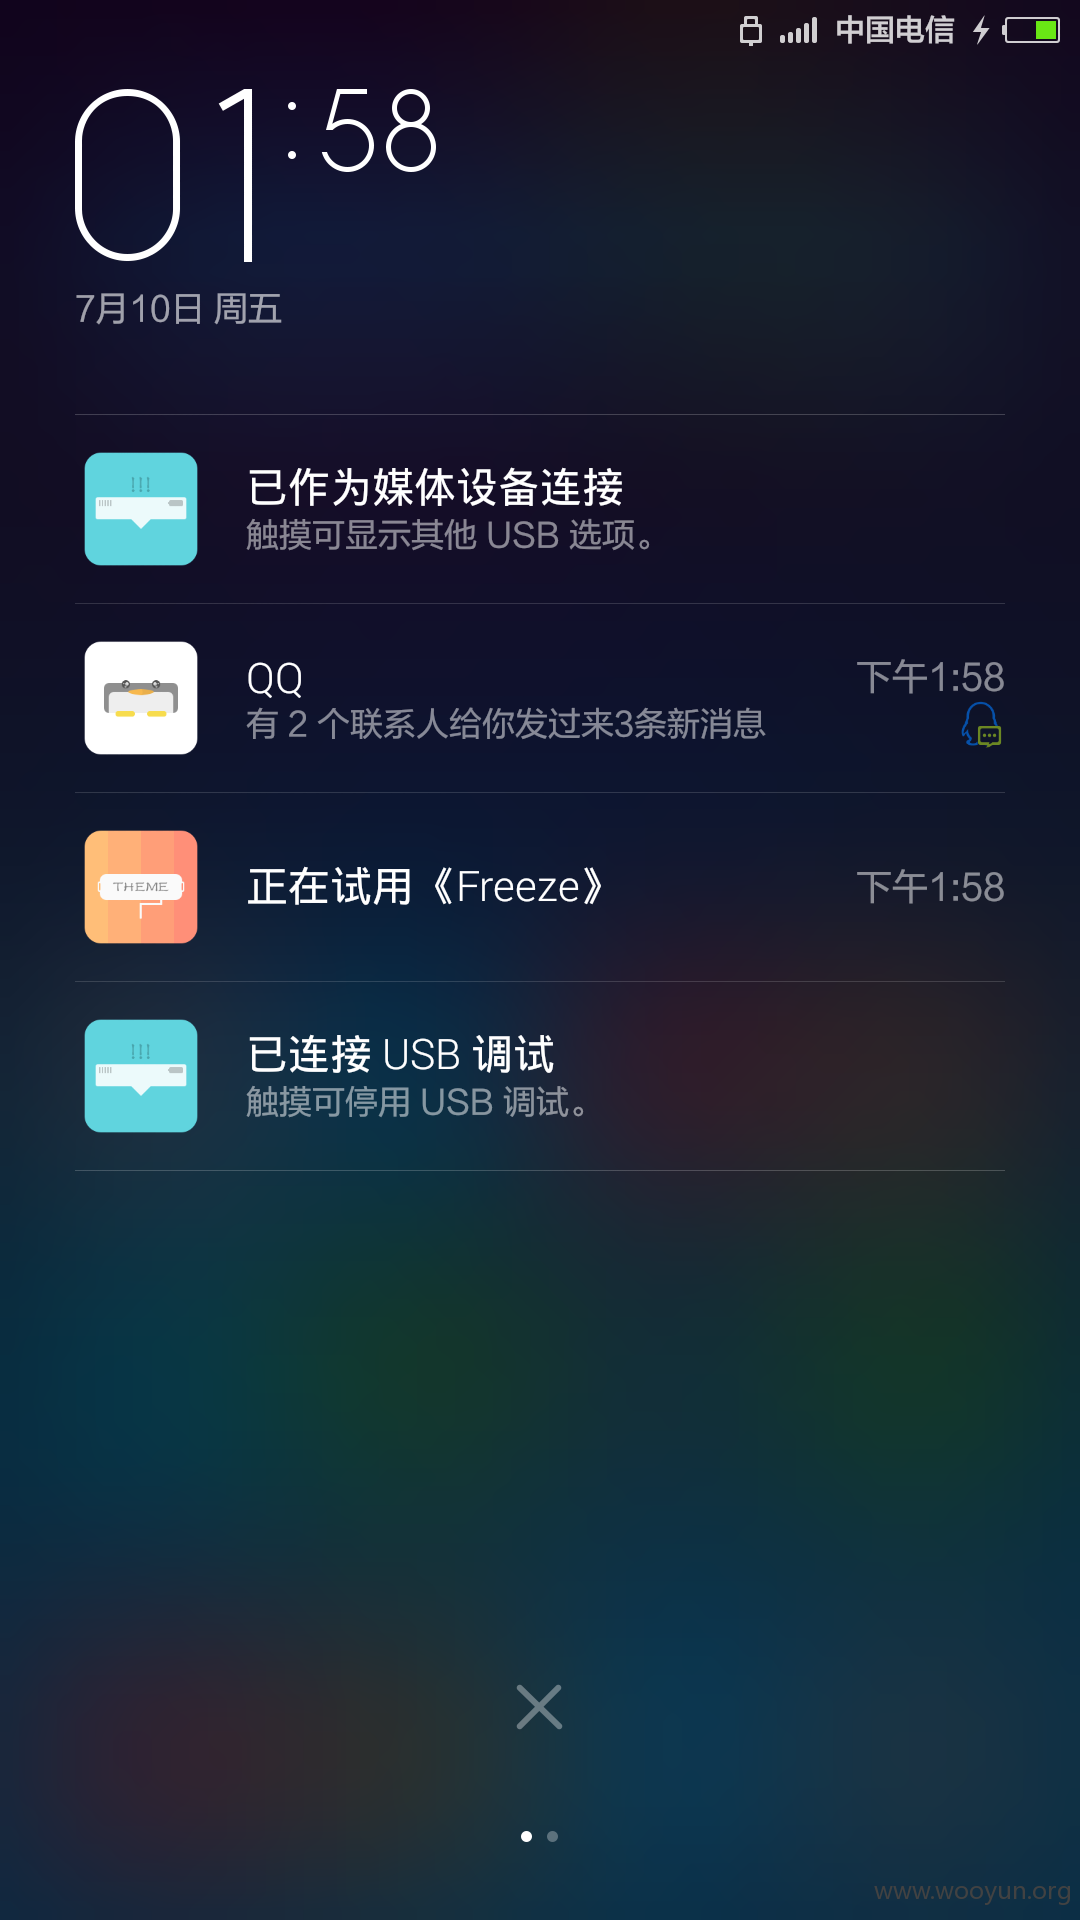 中国电信
01:58
7月10日 周五
已作为媒体设备连接
触摸可显示其他 USB 选项。
QQ
下午1:58
有 2 个联系人给你发过来3条新消息
THEME
正在试用《Freeze》
下午1:58
已连接 USB 调试
触摸可停用 USB 调试。
www.wooyun.org